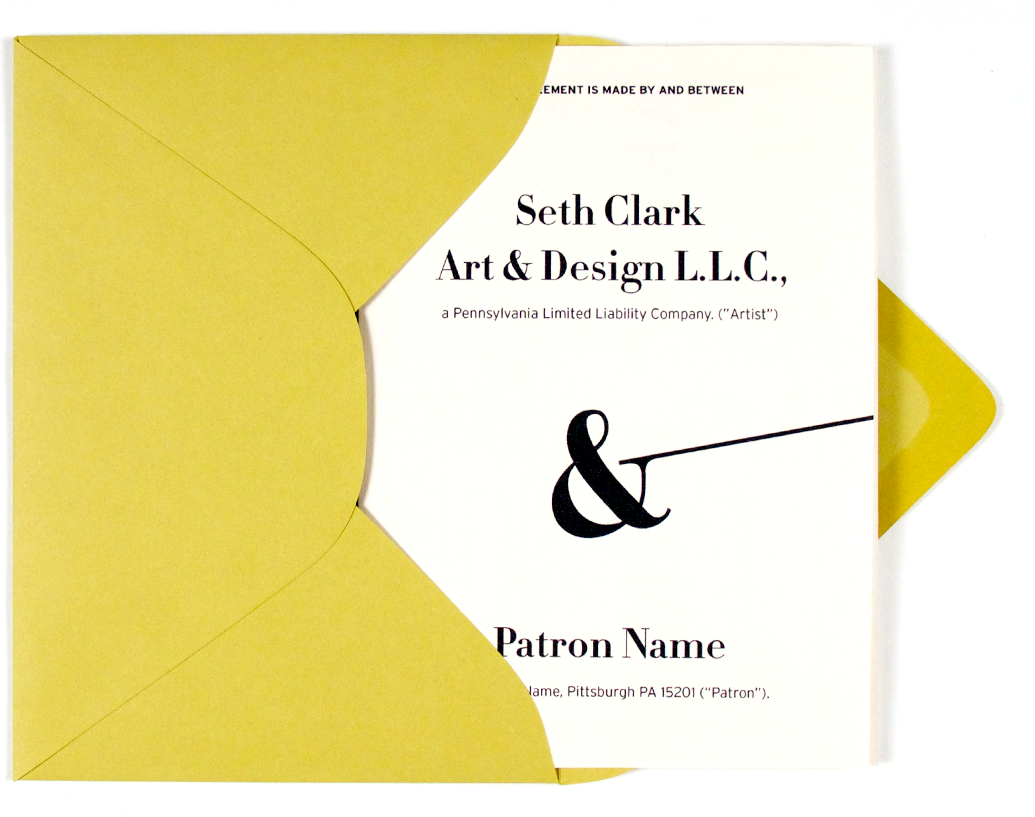 EMENT IS MADE BY AND BETWEEN
Seth Clark
Art & Design L.L.C.,
a Pennsylvania Limited Liability Company. ("Artist")
&
Patron Name
Name, Pittsburgh PA 15201 ("Patron").